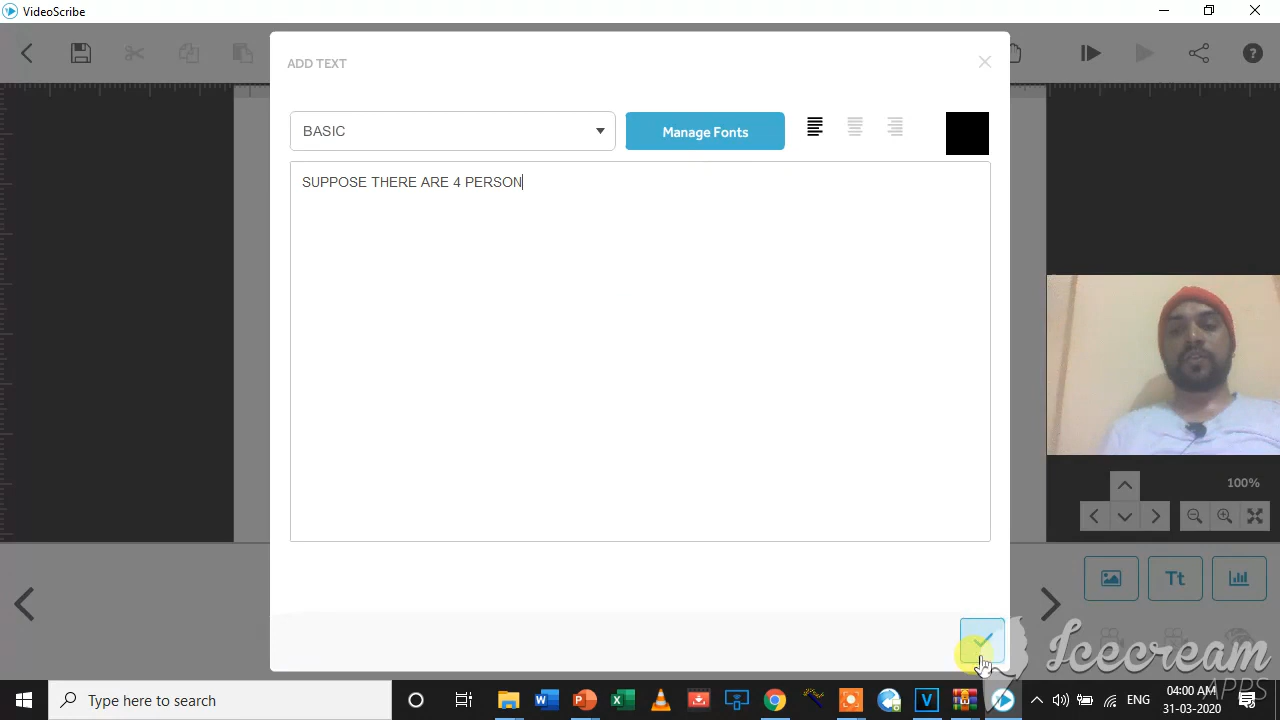 VideoScribe
ADD TEXT
BASIC
Manage Fonts
SUPPOSE THERE ARE 4 PERSON
100%
Tt
Icecream
APPS
Type here to search
ENG
04:00 AM
31-03-2020